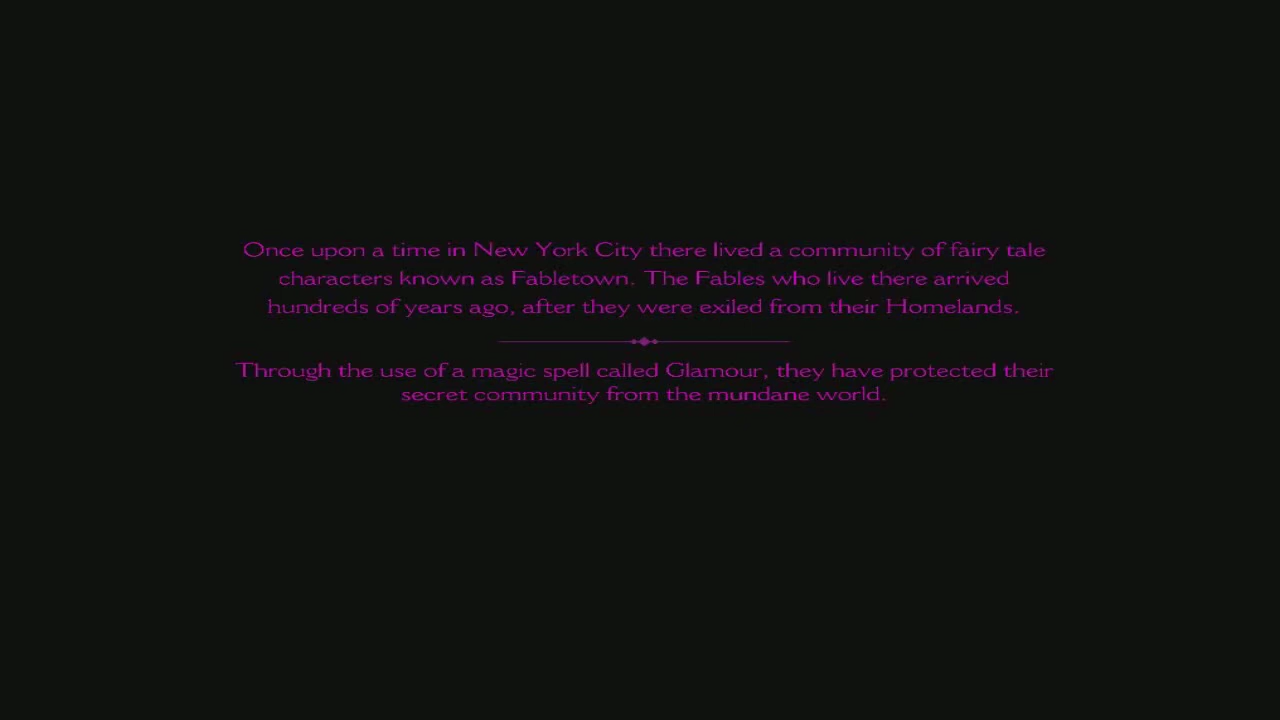 Once upon a time in New York City there lived a community of fairy tale
characters known as Fabletown. The Fables who live there arrived
hundreds of years ago, after they were exiled from their Homelands.
Through the use of a magic spell called Glamour, they have protected their
secret community from the mundane world.